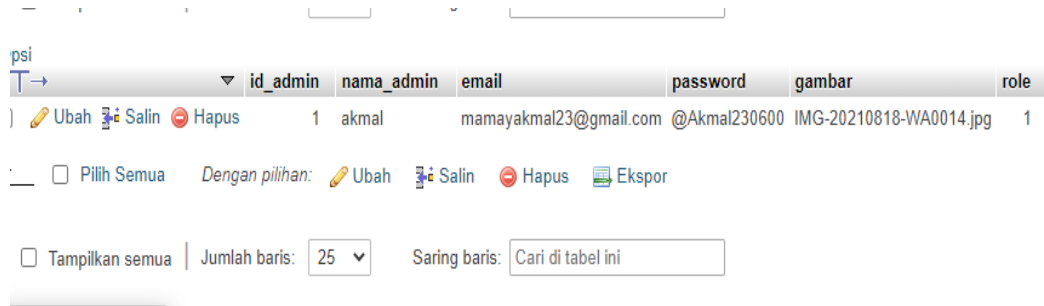 psi
id_admin nama_admin email password gambar role
Ubah Salin Hapus 1 akmal mamayakmal23@gmail.com @Akmal230600 IMG-20210818-WA0014.jpg 1
Pilih Semua Dengan pilihan: Ubah Salin Hapus Ekspor
Tampilkan semua Jumlah baris: 25 Saring baris: Cari di tabel ini